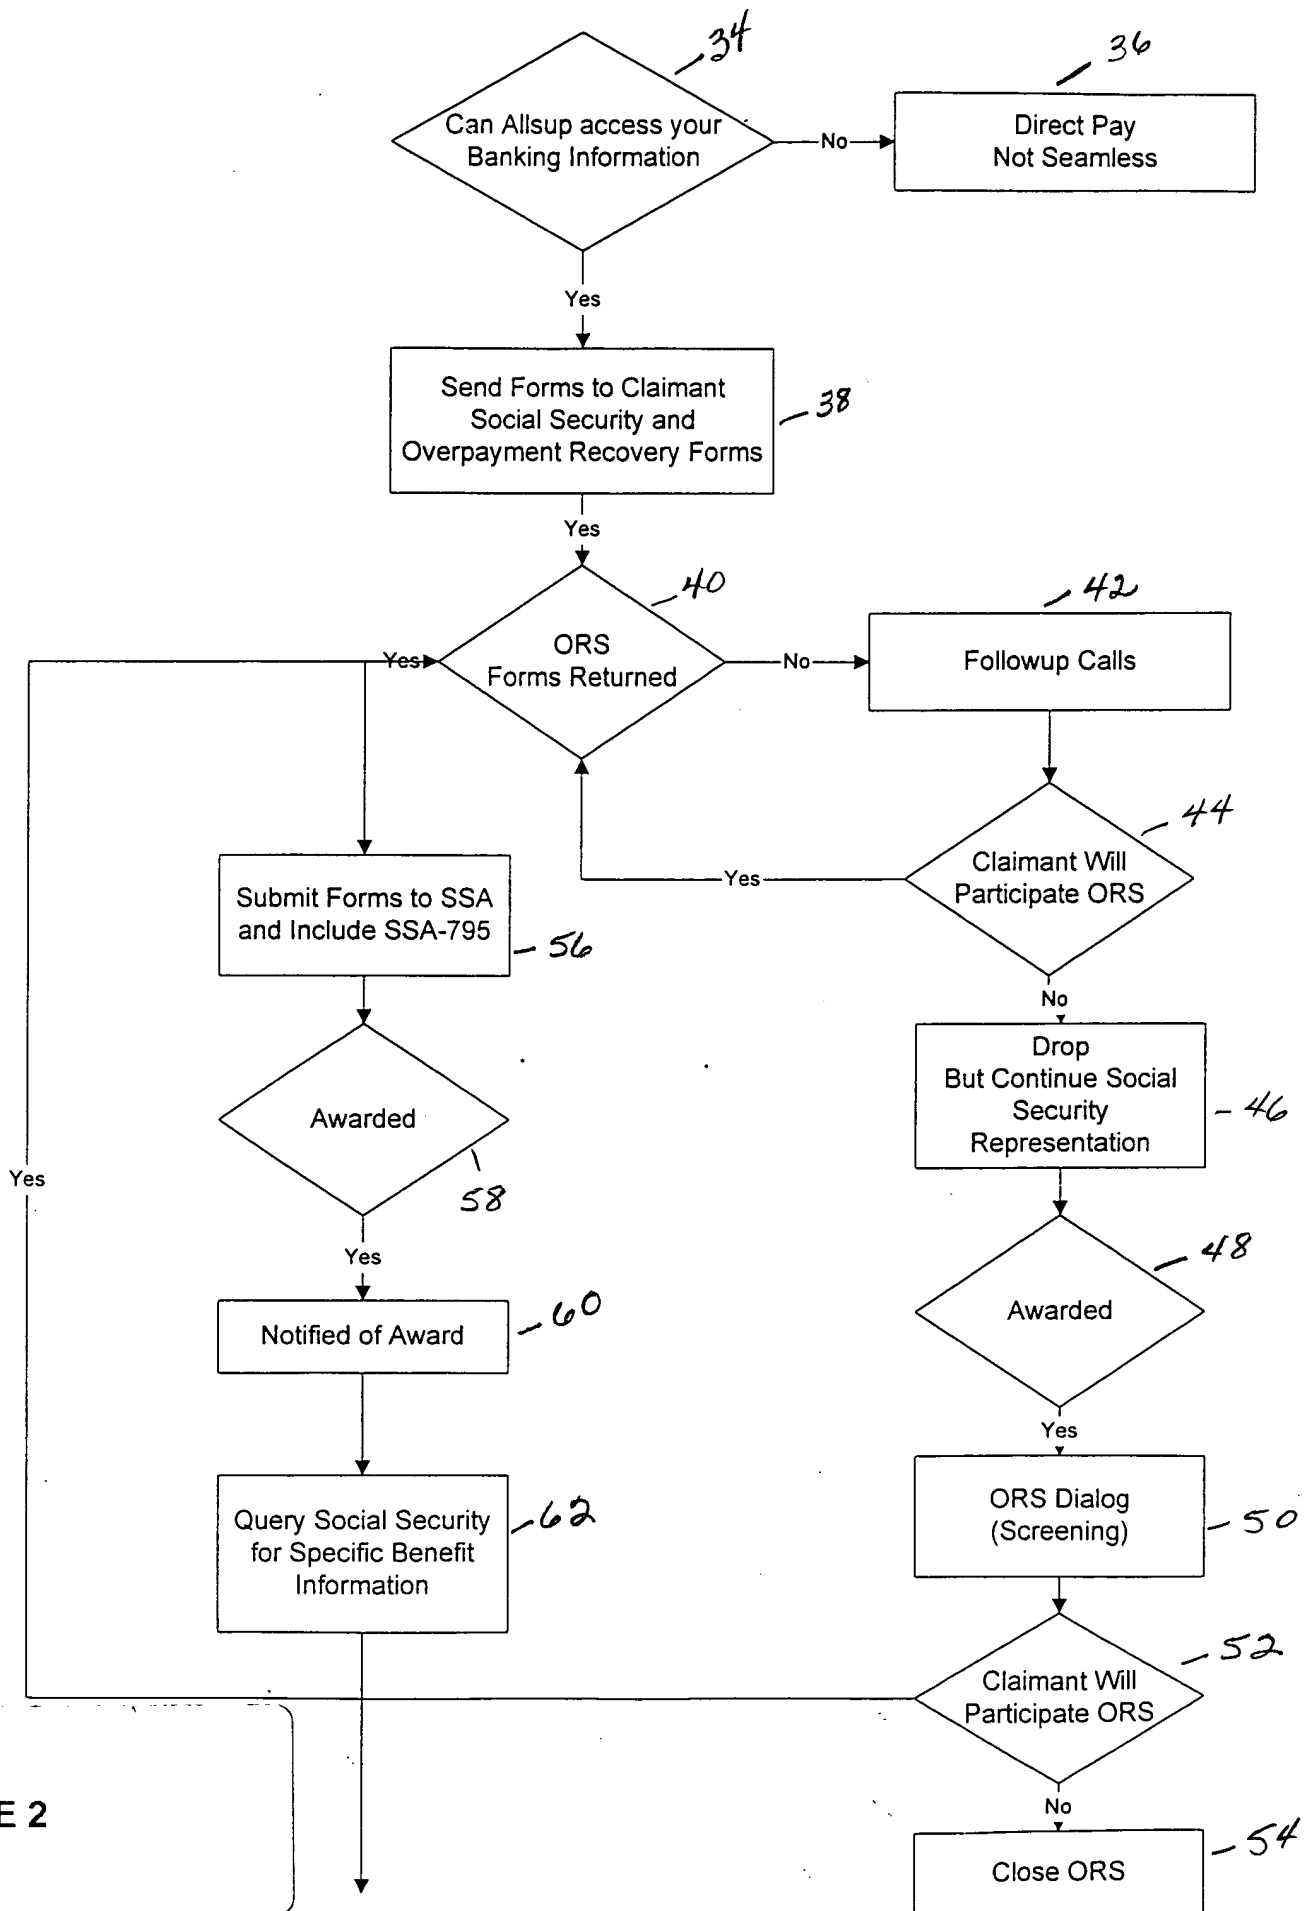 34
36
Can Allsup access your
Banking Information
No
Direct Pay
Not Seamless
Yes
Send Forms to Claimant
Social Security and
Overpayment Recovery Forms
38
Yes
40
42
ORS
Forms Returned
Yes
No
Followup Calls
44
Claimant Will
Participate ORS
Yes
Submit Forms to SSA
and Include SSA-795
56
No
Drop
But Continue Social
Security
Representation
46
Awarded
58
Yes
Yes
48
Awarded
Notified of Award
60
Yes
ORS Dialog
(Screening)
50
Query Social Security
for Specific Benefit
Information
62
52
Claimant Will
Participate ORS
No
E 2
54
Close ORS